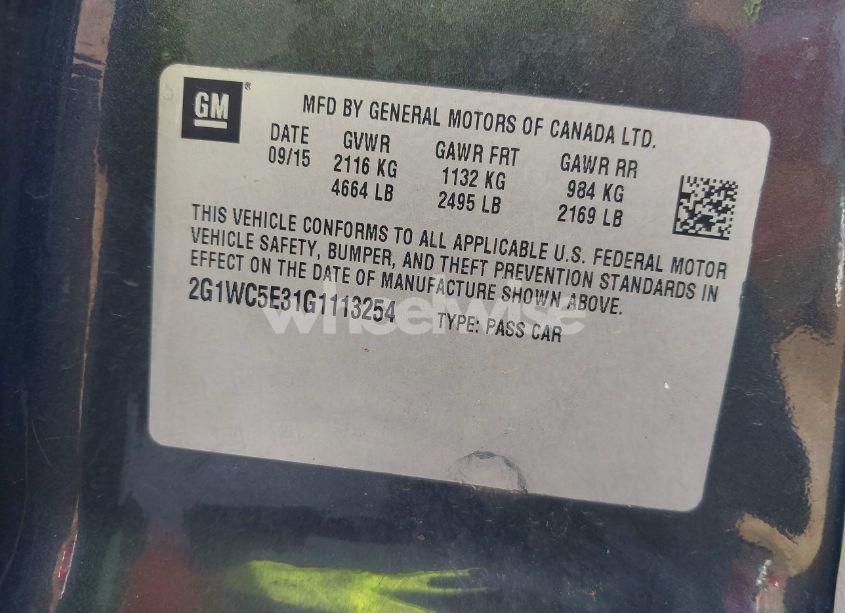 GM ®
MFD BY GENERAL MOTORS OF CANADA LTD.
DATE GVWR GAWR FRT GAWR RR
09/15 2116 KG 1132 KG 984 KG
4664 LB 2495 LB 2169 LB
THIS VEHICLE CONFORMS TO ALL APPLICABLE U.S. FEDERAL MOTOR
VEHICLE SAFETY, BUMPER, AND THEFT PREVENTION STANDARDS IN
EFFECT ON THE DATE OF MANUFACTURE SHOWN ABOVE.
2G1WC5E31G1113254 TYPE: PASS CAR
wheelwise